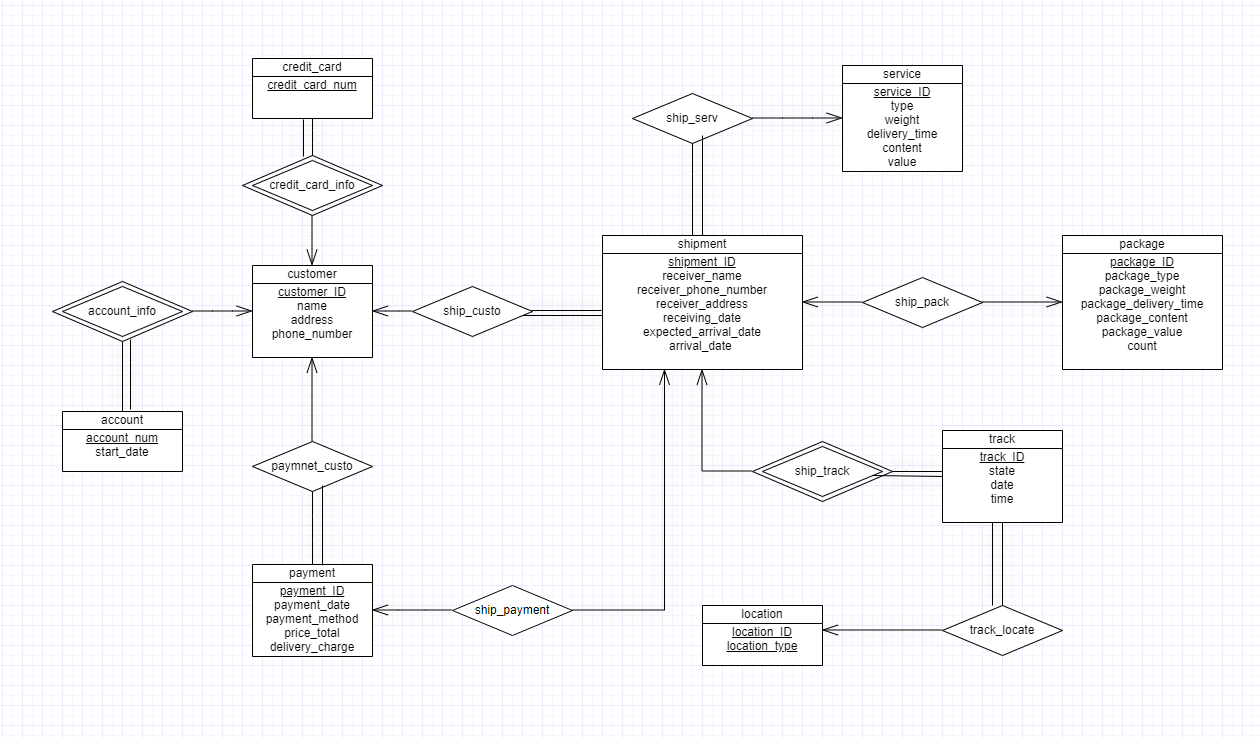 credit_card
credit_card_num
credit_card_info
service
service_ID
type
weight
delivery_time
content
value
ship_serv
customer
customer_ID
name
address
phone_number
account_info
ship_custo
shipment
shipment_ID
receiver_name
receiver_phone_number
receiver_address
receiving_date
expected_arrival_date
arrival_date
ship_pack
package
package_ID
package_type
package_weight
package_delivery_time
package_content
package_value
count
account
account_num
start_date
paymnet_custo
ship_track
track
track_ID
state
date
time
payment
payment_ID
payment_date
payment_method
price_total
delivery_charge
ship_payment
location
location_ID
location_type
track_locate